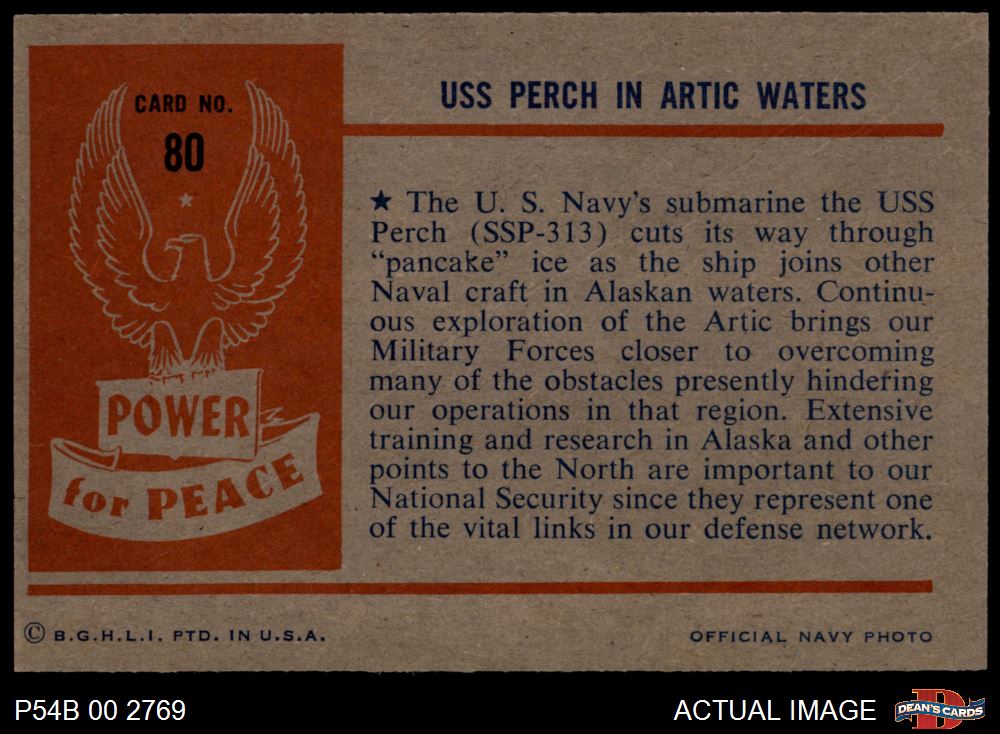 CARD NO.
80
POWER
for PEACE
USS PERCH IN ARTIC WATERS
★ The U. S. Navy's submarine the USS
Perch (SSP-313) cuts its way through
"pancake" ice as the ship joins other
Naval craft in Alaskan waters. Continu-
ous exploration of the Artic brings our
Military Forces closer to overcoming
many of the obstacles presently hindering
our operations in that region. Extensive
training and research in Alaska and other
points to the North are important to our
National Security since they represent one
of the vital links in our defense network.
© B.G.H.L.I. PTD. IN U.S.A.
OFFICIAL NAVY PHOTO
P54B 00 2769
ACTUAL IMAGE
DEAN'S CARDS